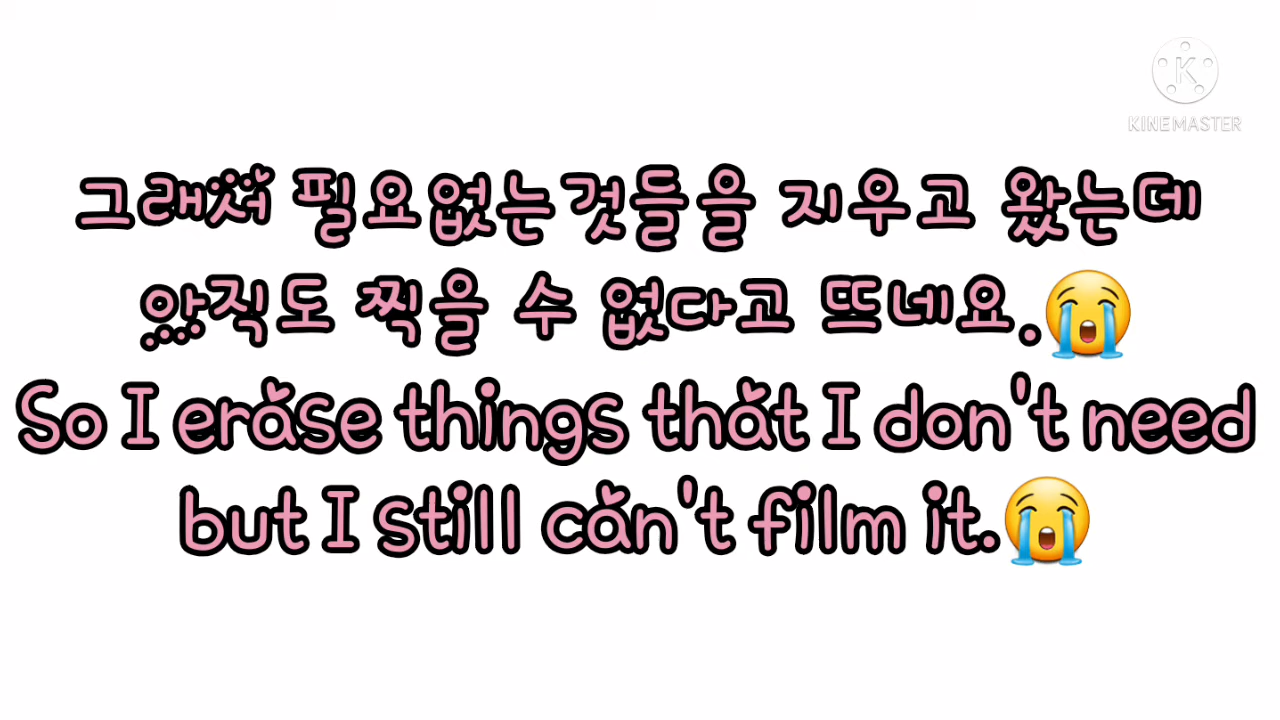 KINEMASTER
그래서 필요없는것들을 지우고 왔는데
아직도 찍을 수 없다고 뜨네요.😭
So I erase things that I don't need
but I still can't film it.😭